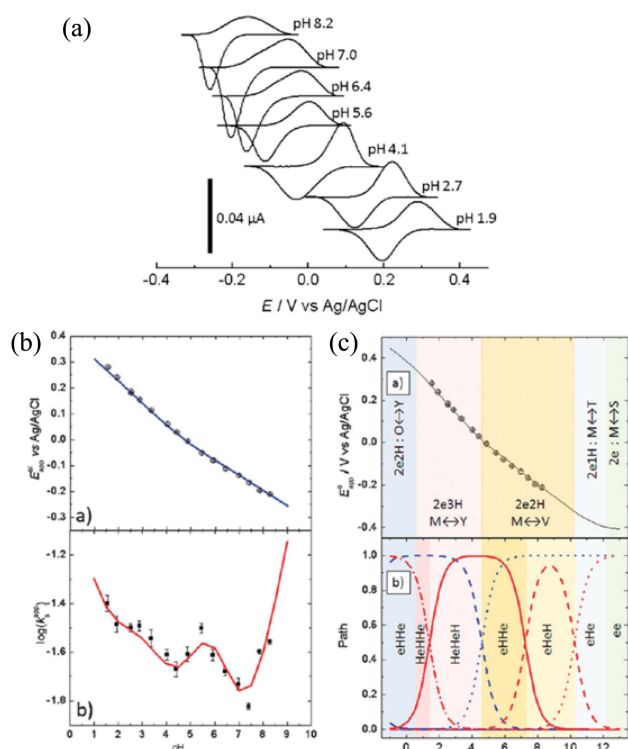 (a)
pH 8.2
pH 7.0
pH 6.4
pH 5.6
pH 4.1
pH 2.7
pH 1.9
0.04 µA
-0.4 -0.2 0.0 0.2 0.4
E / V vs Ag/AgCl
(b)
0.4
0.3
0.2
0.1
0.0
-0.1
-0.2
-0.3
E°'app vs Ag/AgCl
a)
-1.2
-1.4
-1.6
-1.8
log(ksapp)
b)
0 1 2 3 4 5 6 7 8 9 10
pH
(c)
0.4
0.2
0.0
-0.2
-0.4
E°'app / V vs Ag/AgCl
a)
2e2H : O↔Y
2e3H
M↔Y
2e2H
M↔V
2e1H : M↔T
2e : M↔S
1.0
0.8
0.6
0.4
0.2
0.0
Path
b)
eHHe
HeHHe
HeHeH
eHHe
eHeH
eHe
ee
0 2 4 6 8 10 12